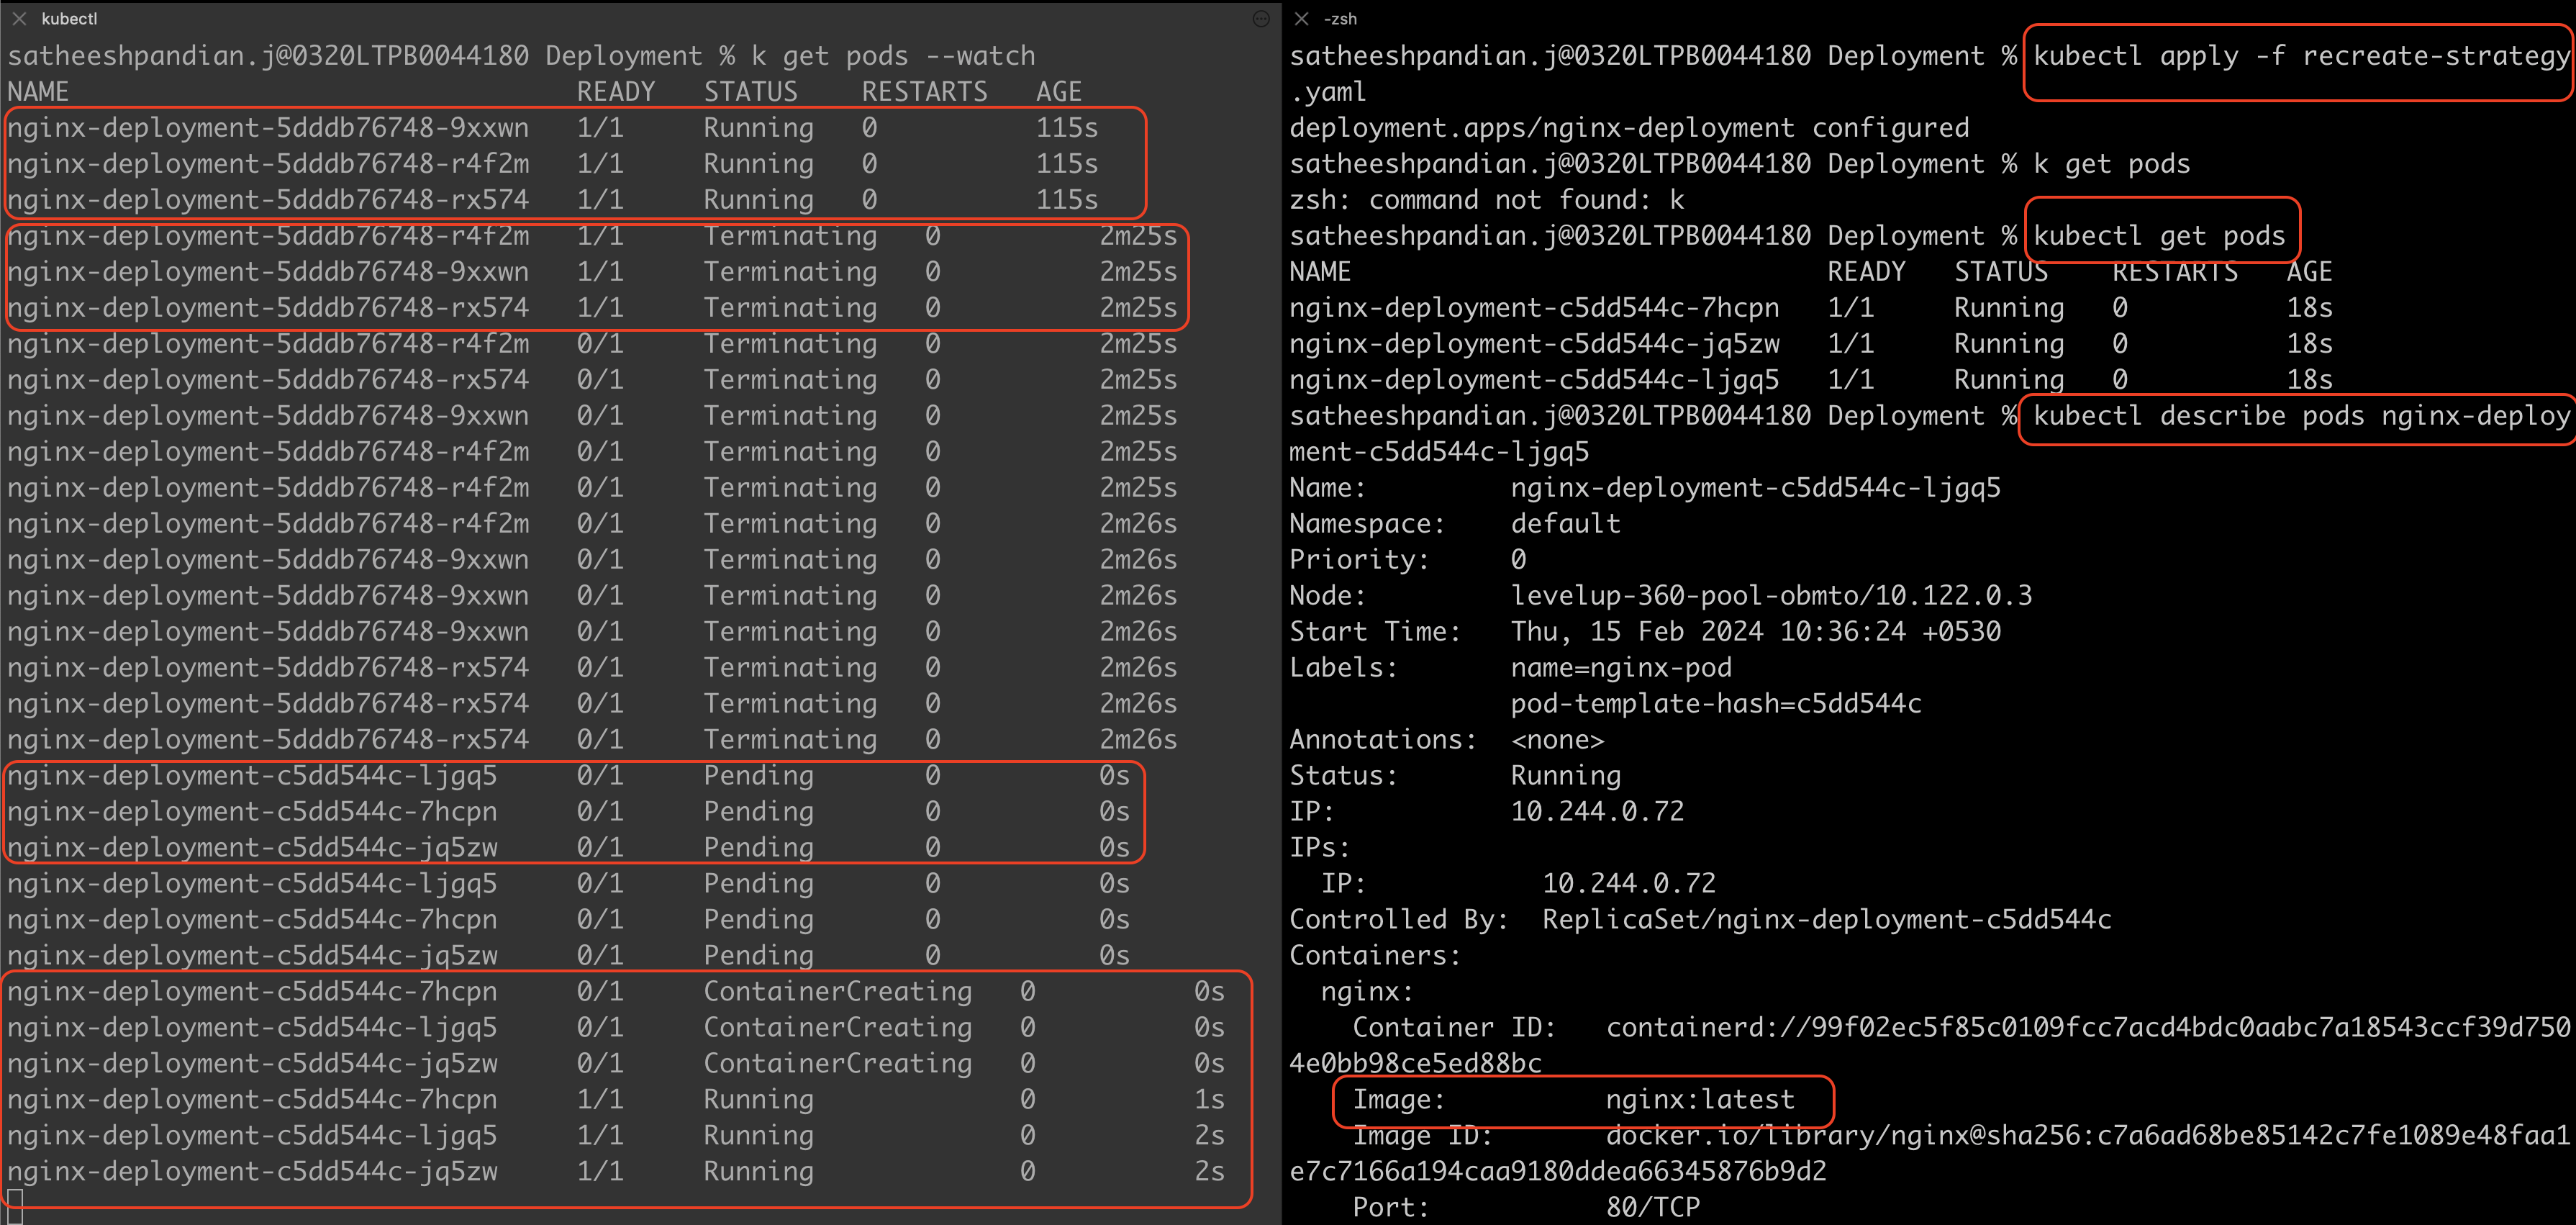 kubectl
satheeshpandian.j@0320LTPB0044180 Deployment % k get pods --watch
NAME READY STATUS RESTARTS AGE
nginx-deployment-5dddb76748-9xxwn 1/1 Running 0 115s
nginx-deployment-5dddb76748-r4f2m 1/1 Running 0 115s
nginx-deployment-5dddb76748-rx574 1/1 Running 0 115s
nginx-deployment-5dddb76748-r4f2m 1/1 Terminating 0 2m25s
nginx-deployment-5dddb76748-9xxwn 1/1 Terminating 0 2m25s
nginx-deployment-5dddb76748-rx574 1/1 Terminating 0 2m25s
nginx-deployment-5dddb76748-r4f2m 0/1 Terminating 0 2m25s
nginx-deployment-5dddb76748-rx574 0/1 Terminating 0 2m25s
nginx-deployment-5dddb76748-9xxwn 0/1 Terminating 0 2m25s
nginx-deployment-5dddb76748-r4f2m 0/1 Terminating 0 2m25s
nginx-deployment-5dddb76748-r4f2m 0/1 Terminating 0 2m25s
nginx-deployment-5dddb76748-r4f2m 0/1 Terminating 0 2m26s
nginx-deployment-5dddb76748-9xxwn 0/1 Terminating 0 2m26s
nginx-deployment-5dddb76748-9xxwn 0/1 Terminating 0 2m26s
nginx-deployment-5dddb76748-9xxwn 0/1 Terminating 0 2m26s
nginx-deployment-5dddb76748-rx574 0/1 Terminating 0 2m26s
nginx-deployment-5dddb76748-rx574 0/1 Terminating 0 2m26s
nginx-deployment-5dddb76748-rx574 0/1 Terminating 0 2m26s
nginx-deployment-c5dd544c-ljgq5 0/1 Pending 0 0s
nginx-deployment-c5dd544c-7hcpn 0/1 Pending 0 0s
nginx-deployment-c5dd544c-jq5zw 0/1 Pending 0 0s
nginx-deployment-c5dd544c-ljgq5 0/1 Pending 0 0s
nginx-deployment-c5dd544c-7hcpn 0/1 Pending 0 0s
nginx-deployment-c5dd544c-jq5zw 0/1 Pending 0 0s
nginx-deployment-c5dd544c-7hcpn 0/1 ContainerCreating 0 0s
nginx-deployment-c5dd544c-ljgq5 0/1 ContainerCreating 0 0s
nginx-deployment-c5dd544c-jq5zw 0/1 ContainerCreating 0 0s
nginx-deployment-c5dd544c-7hcpn 1/1 Running 0 1s
nginx-deployment-c5dd544c-ljgq5 1/1 Running 0 2s
nginx-deployment-c5dd544c-jq5zw 1/1 Running 0 2s
-zsh
satheeshpandian.j@0320LTPB0044180 Deployment % kubectl apply -f recreate-strategy
.yaml
deployment.apps/nginx-deployment configured
satheeshpandian.j@0320LTPB0044180 Deployment % k get pods
zsh: command not found: k
satheeshpandian.j@0320LTPB0044180 Deployment % kubectl get pods
NAME READY STATUS RESTARTS AGE
nginx-deployment-c5dd544c-7hcpn 1/1 Running 0 18s
nginx-deployment-c5dd544c-jq5zw 1/1 Running 0 18s
nginx-deployment-c5dd544c-ljgq5 1/1 Running 0 18s
satheeshpandian.j@0320LTPB0044180 Deployment % kubectl describe pods nginx-deploy
ment-c5dd544c-ljgq5
Name: nginx-deployment-c5dd544c-ljgq5
Namespace: default
Priority: 0
Node: levelup-360-pool-obmto/10.122.0.3
Start Time: Thu, 15 Feb 2024 10:36:24 +0530
Labels: name=nginx-pod
pod-template-hash=c5dd544c
Annotations: <none>
Status: Running
IP: 10.244.0.72
IPs:
IP: 10.244.0.72
Controlled By: ReplicaSet/nginx-deployment-c5dd544c
Containers:
nginx:
Container ID: containerd://99f02ec5f85c0109fcc7acd4bdc0aabc7a18543ccf39d750
4e0bb98ce5ed88bc
Image: nginx:latest
Image ID: docker.io/library/nginx@sha256:c7a6ad68be85142c7fe1089e48faa1
e7c7166a194caa9180ddea66345876b9d2
Port: 80/TCP